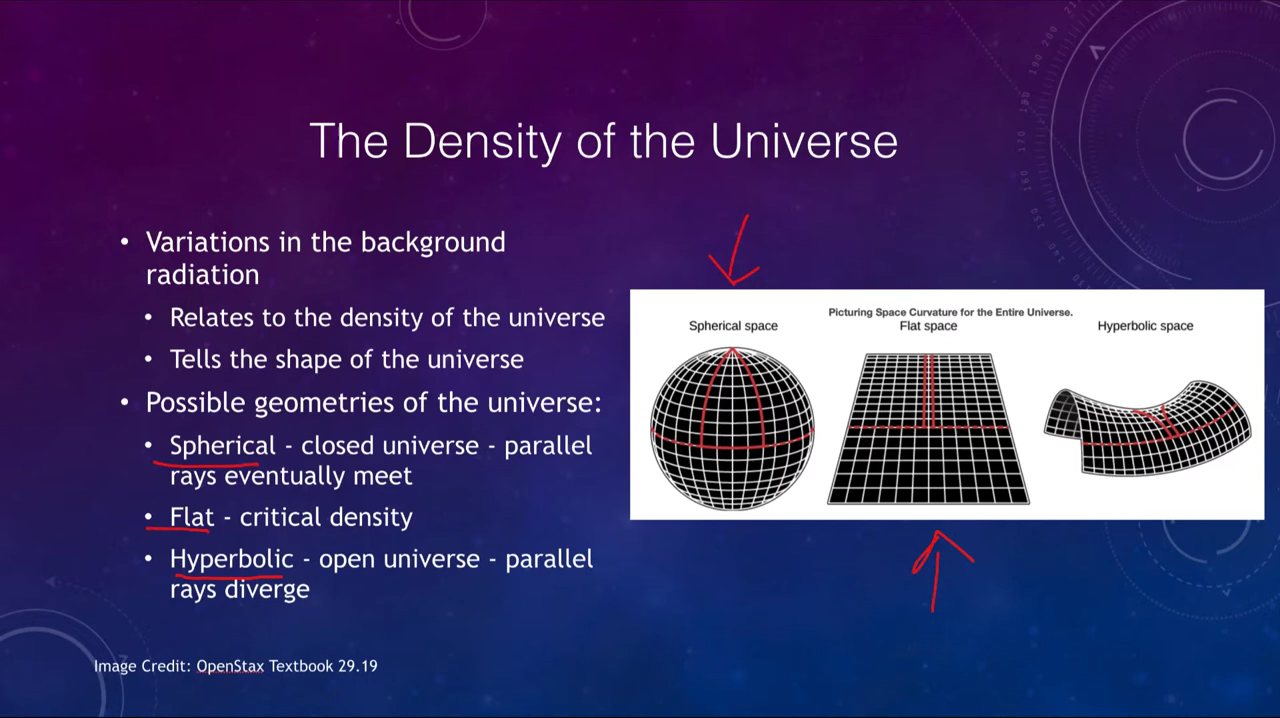 The Density of the Universe
• Variations in the background
radiation
• Relates to the density of the universe
• Tells the shape of the universe
• Possible geometries of the universe:
• Spherical - closed universe - parallel
rays eventually meet
• Flat - critical density
• Hyperbolic - open universe - parallel
rays diverge
Picturing Space Curvature for the Entire Universe.
Spherical space Flat space Hyperbolic space
Image Credit: OpenStax Textbook 29.19